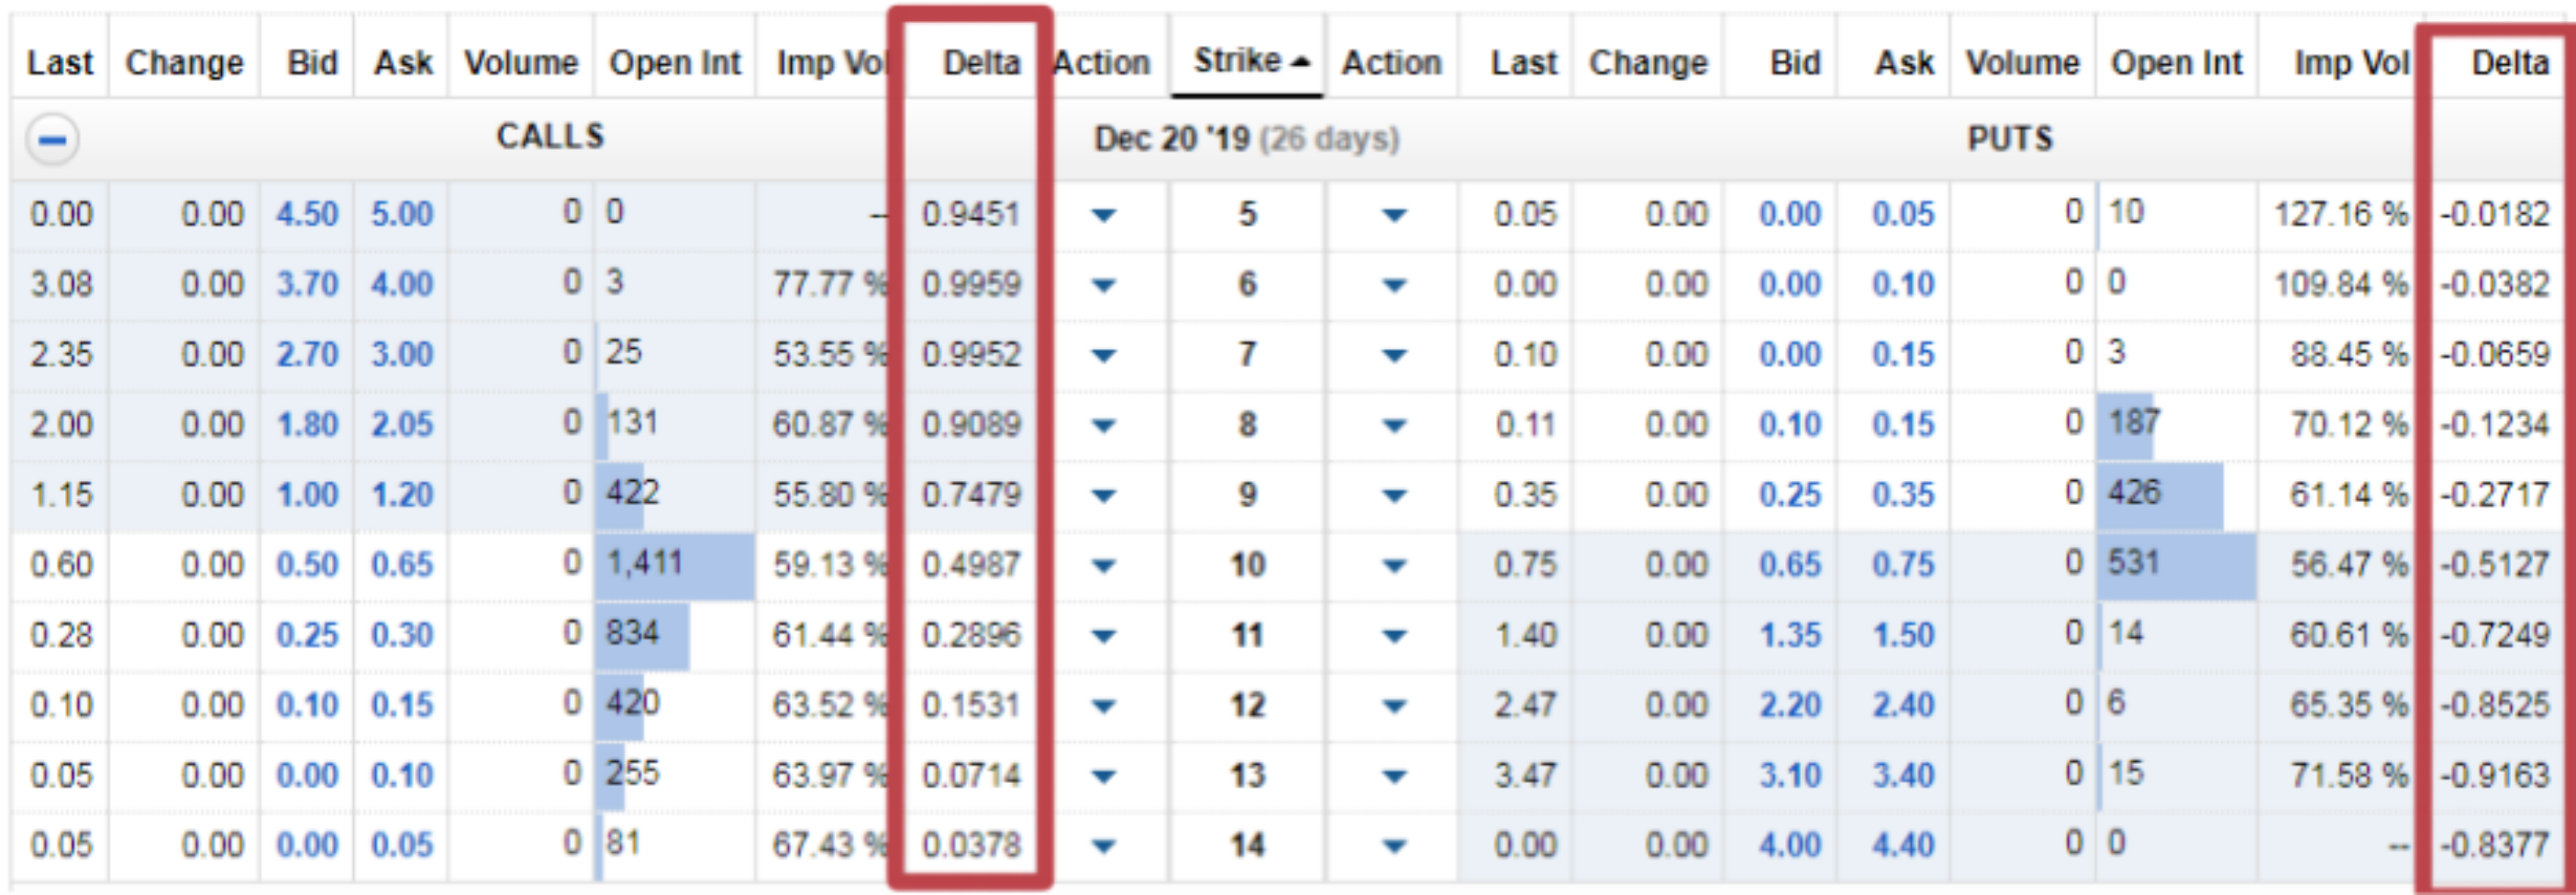 Last Change Bid Ask Volume Open Int Imp Vol Delta Action Strike Action Last Change Bid Ask Volume Open Int Imp Vol Delta
CALLS Dec 20 '19 (26 days) PUTS
0.00 0.00 4.50 5.00 0 0 -- 0.9451 5 0.05 0.00 0.00 0.05 0 10 127.16 % -0.0182
3.08 0.00 3.70 4.00 0 3 77.77 % 0.9959 6 0.00 0.00 0.00 0.10 0 0 109.84 % -0.0382
2.35 0.00 2.70 3.00 0 25 53.55 % 0.9952 7 0.10 0.00 0.00 0.15 0 3 88.45 % -0.0659
2.00 0.00 1.80 2.05 0 131 60.87 % 0.9089 8 0.11 0.00 0.10 0.15 0 187 70.12 % -0.1234
1.15 0.00 1.00 1.20 0 422 55.80 % 0.7479 9 0.35 0.00 0.25 0.35 0 426 61.14 % -0.2717
0.60 0.00 0.50 0.65 0 1,411 59.13 % 0.4987 10 0.75 0.00 0.65 0.75 0 531 56.47 % -0.5127
0.28 0.00 0.25 0.30 0 834 61.44 % 0.2896 11 1.40 0.00 1.35 1.50 0 14 60.61 % -0.7249
0.10 0.00 0.10 0.15 0 420 63.52 % 0.1531 12 2.47 0.00 2.20 2.40 0 6 65.35 % -0.8525
0.05 0.00 0.00 0.10 0 255 63.97 % 0.0714 13 3.47 0.00 3.10 3.40 0 15 71.58 % -0.9163
0.05 0.00 0.00 0.05 0 81 67.43 % 0.0378 14 0.00 0.00 4.00 4.40 0 0 -- -0.8377